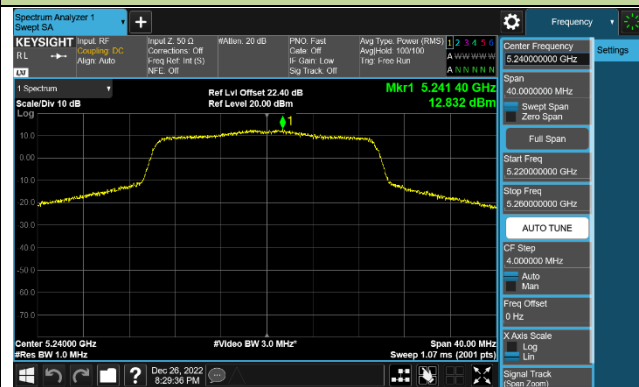 Spectrum Analyzer 1
Swept SA
Frequency
KEYSIGHT
RL
LXI
Input: RF
Coupling: DC
Align: Auto
Input Z: 50 Ω
Corrections: Off
Freq Ref: Int (S)
NFE: Off
#Atten: 20 dB
PNO: Fast
Gate: Off
IF Gain: Low
Sig Track: Off
Avg Type: Power (RMS)
Avg|Hold: 100/100
Trig: Free Run
1 2 3 4 5 6
A W W W W W
A N N N N N
1 Spectrum
Scale/Div 10 dB
Log
Ref Lvl Offset 22.40 dB
Ref Level 20.00 dBm
Mkr1 5.241 40 GHz
12.832 dBm
1
10.0
0.00
-10.0
-20.0
-30.0
-40.0
-50.0
-60.0
-70.0
Center 5.24000 GHz
#Res BW 1.0 MHz
#Video BW 3.0 MHz*
Span 40.00 MHz
Sweep 1.07 ms (2001 pts)
Dec 26, 2022
8:29:36 PM
Center Frequency
5.240000000 GHz
Span
40.0000000 MHz
Swept Span
Zero Span
Full Span
Start Freq
5.220000000 GHz
Stop Freq
5.260000000 GHz
AUTO TUNE
CF Step
4.000000 MHz
Auto
Man
Freq Offset
0 Hz
X Axis Scale
Log
Lin
Signal Track
(Span Zoom)
Settings